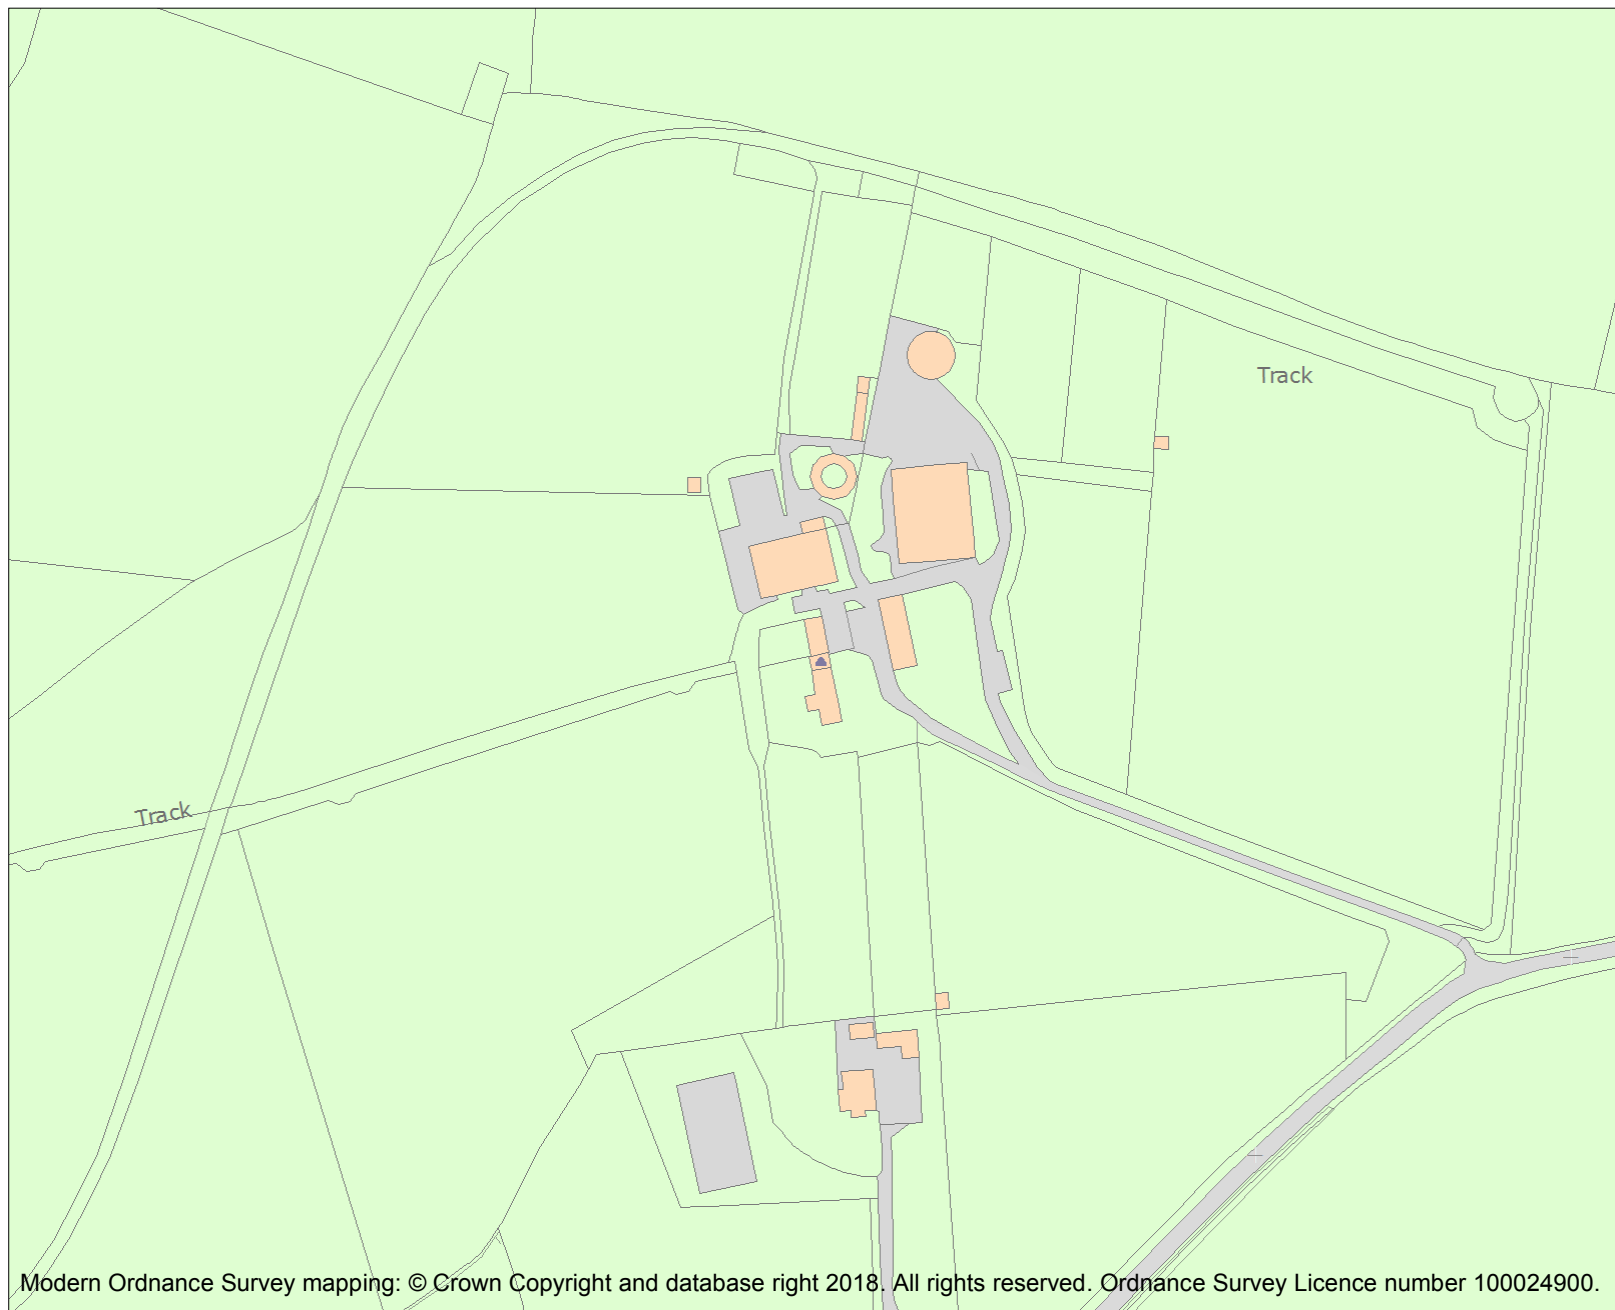 Track
Track
Modern Ordnance Survey mapping: © Crown Copyright and database right 2018. All rights reserved. Ordnance Survey Licence number 100024900.